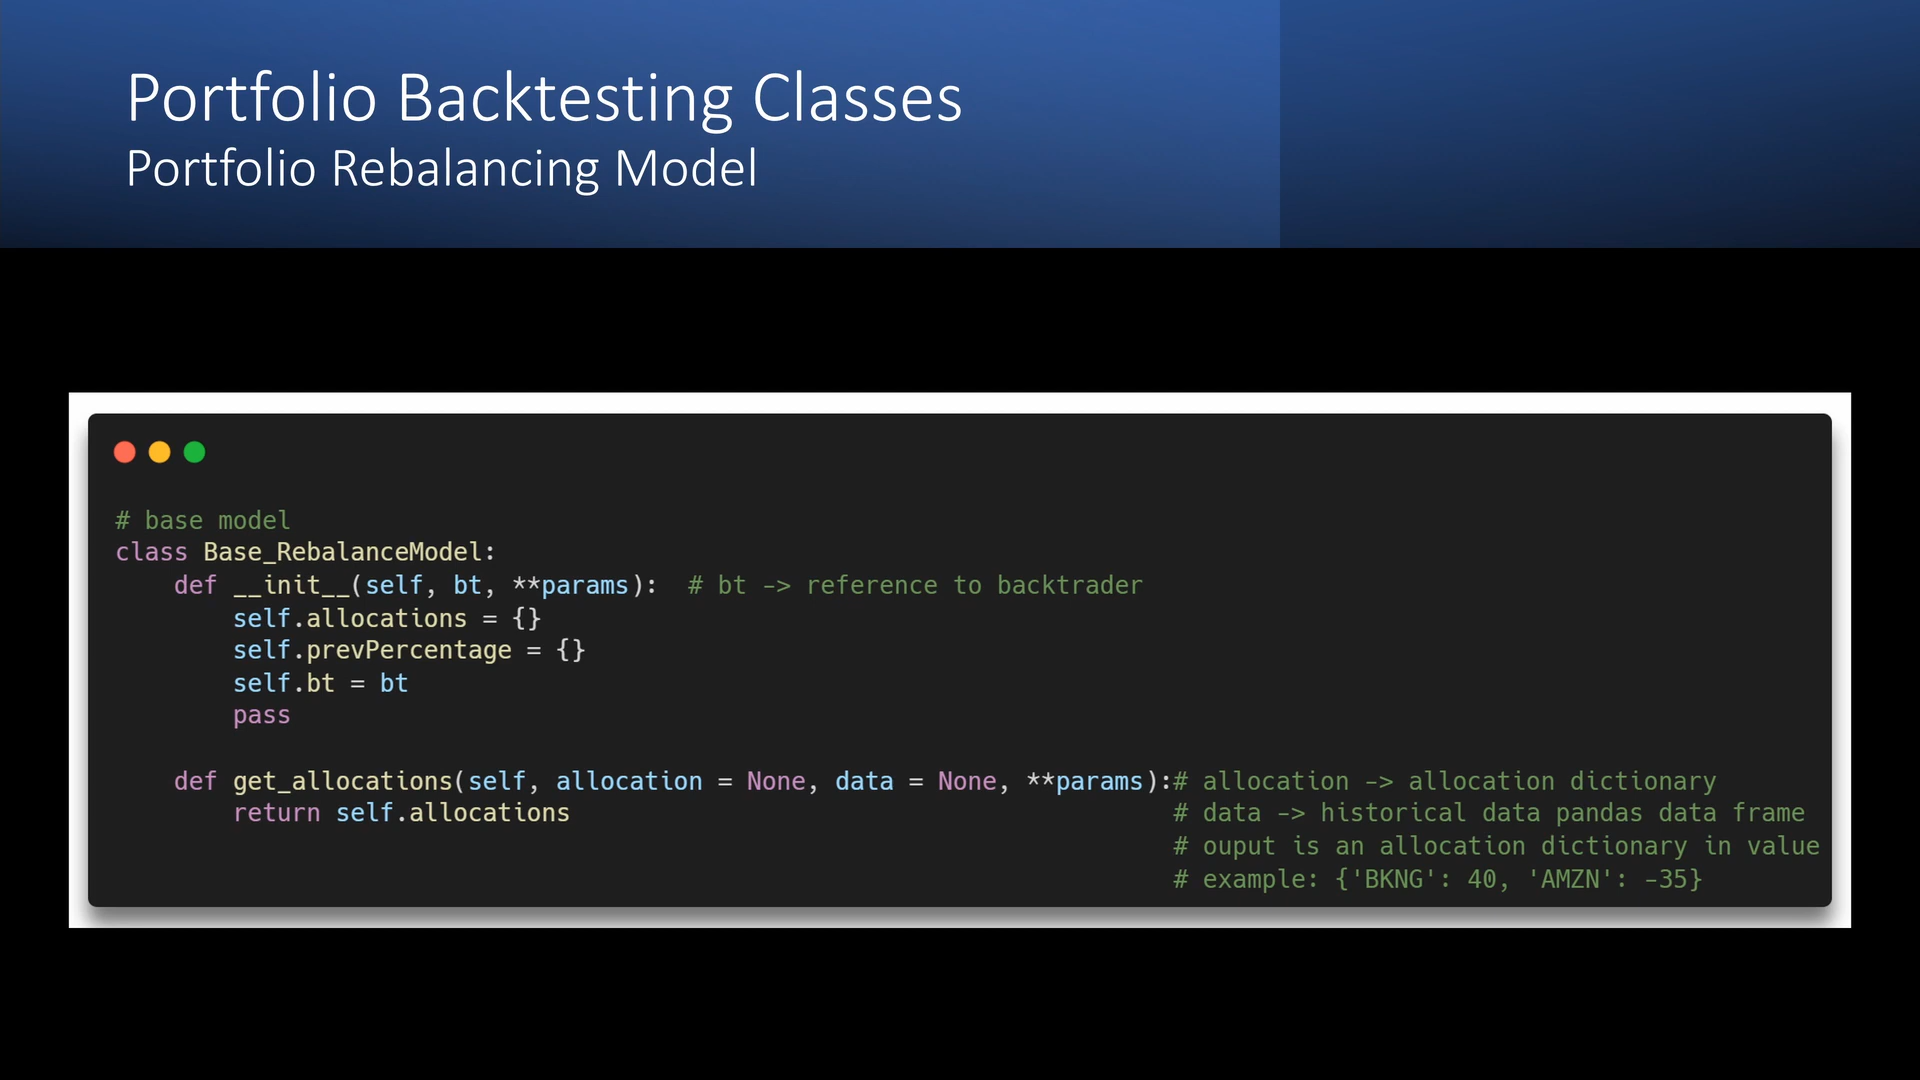 Portfolio Backtesting Classes
Portfolio Rebalancing Model
# base model
class Base_RebalanceModel:
    def __init__(self, bt, **params):  # bt -> reference to backtrader
        self.allocations = {}
        self.prevPercentage = {}
        self.bt = bt
        pass
    def get_allocations(self, allocation = None, data = None, **params):# allocation -> allocation dictionary
        return self.allocations                                         # data -> historical data pandas data frame
                                                                        # ouput is an allocation dictionary in value
                                                                        # example: {'BKNG': 40, 'AMZN': -35}